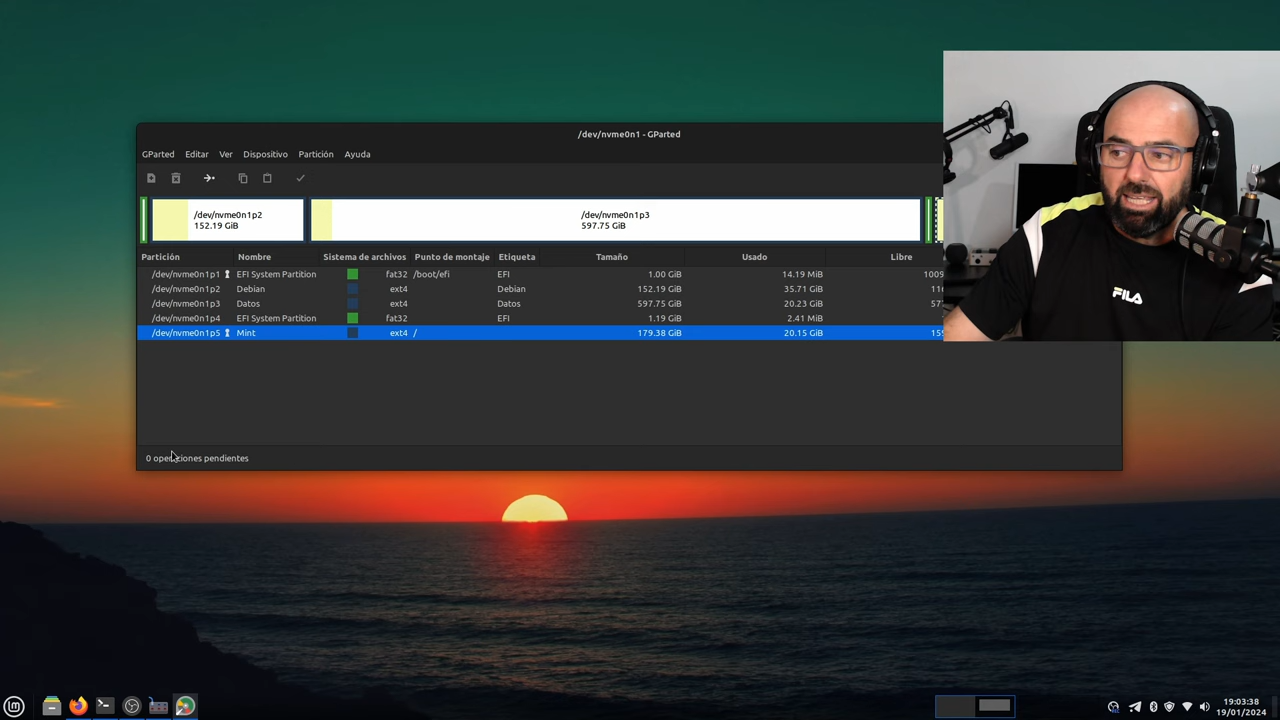 /dev/nvme0n1 - GParted
GParted Editar Ver Dispositivo Partición Ayuda
/dev/nvme0n1p2
152.19 GiB
/dev/nvme0n1p3
597.75 GiB
Partición Nombre Sistema de archivos Punto de montaje Etiqueta Tamaño Usado Libre
/dev/nvme0n1p1 EFI System Partition fat32 /boot/efi EFI 1.00 GiB 14.19 MiB
/dev/nvme0n1p2 Debian ext4 Debian 152.19 GiB 35.71 GiB
/dev/nvme0n1p3 Datos ext4 Datos 597.75 GiB 20.23 GiB
/dev/nvme0n1p4 EFI System Partition fat32 EFI 1.19 GiB 2.41 MiB
/dev/nvme0n1p5 Mint ext4 / 179.38 GiB 20.15 GiB
0 operaciones pendientes
FILA
19:03:38
19/01/2024